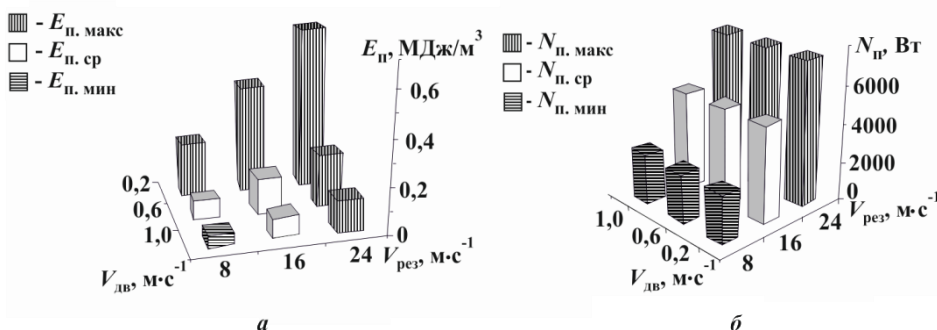 - Eп. макс
- Eп. ср
- Eп. мин
Eп, МДж/м³
0,6
0,4
0,2
0
0,2
0,6
1,0
Vдв, м·с⁻¹
8
16
24
Vрез, м·с⁻¹
а
- Nп. макс
- Nп. ср
- Nп. мин
Nп, Вт
6000
4000
2000
0
1,0
0,6
0,2
Vдв, м·с⁻¹
8
16
24
Vрез, м·с⁻¹
б